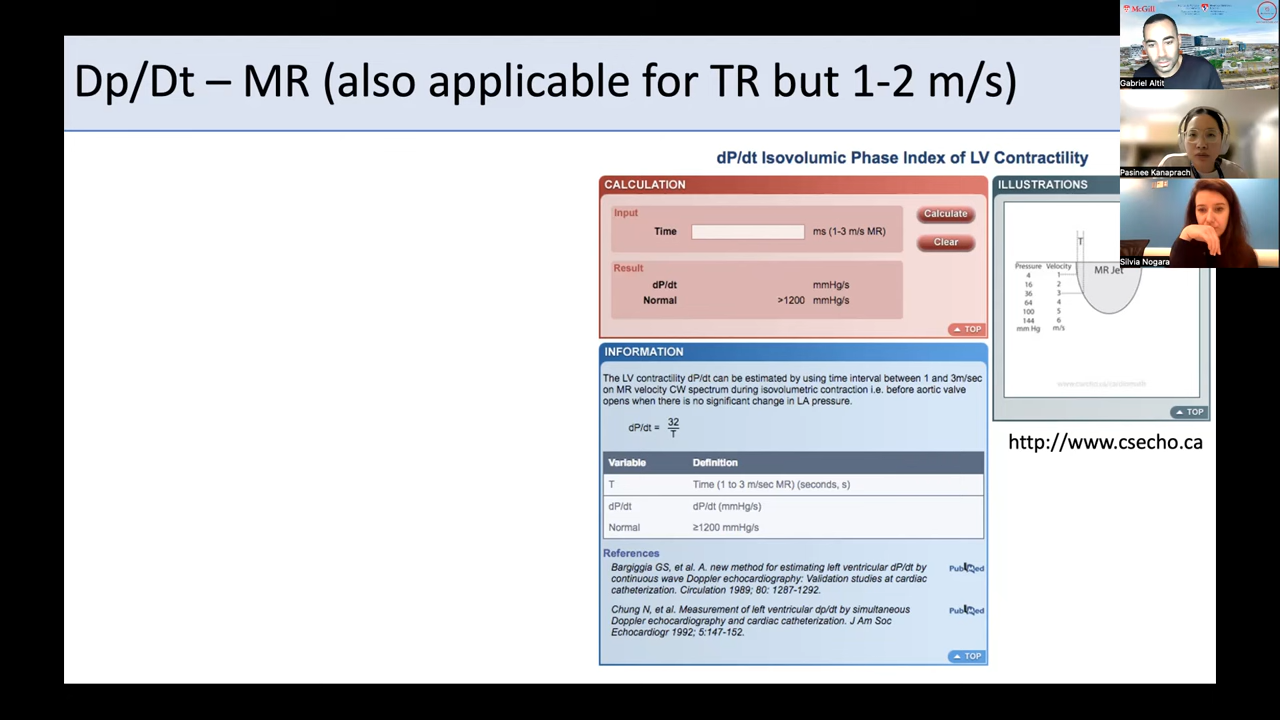 Dp/Dt – MR (also applicable for TR but 1-2 m/s)
dP/dt Isovolumic Phase Index of LV Contractility
CALCULATION
Input
Time ms (1-3 m/s MR)
Calculate
Clear
Result
dP/dt mmHg/s
Normal >1200 mmHg/s
TOP
INFORMATION
The LV contractility dP/dt can be estimated by using time interval between 1 and 3m/sec
on MR velocity CW spectrum during isovolumetric contraction i.e. before aortic valve
opens when there is no significant change in LA pressure.
dP/dt = 32
T
Variable Definition
T Time (1 to 3 m/sec MR) (seconds, s)
dP/dt dP/dt (mmHg/s)
Normal ≥1200 mmHg/s
References
Bargiggia GS, et al. A. new method for estimating left ventricular dP/dt by
continuous wave Doppler echocardiography: Validation studies at cardiac
catheterization. Circulation 1989; 80: 1287-1292.
PubMed
Chung N, et al. Measurement of left ventricular dp/dt by simultaneous
Doppler echocardiography and cardiac catheterization. J Am Soc
Echocardiogr 1992; 5:147-152.
PubMed
TOP
ILLUSTRATIONS
T
MR Jet
Pressure Velocity
4 1
16 2
36 3
64 4
100 5
144 6
mm Hg m/s
TOP
http://www.csecho.ca
McGill
Gabriel Altit
Pasinee Kanaprach
Silvia Nogara